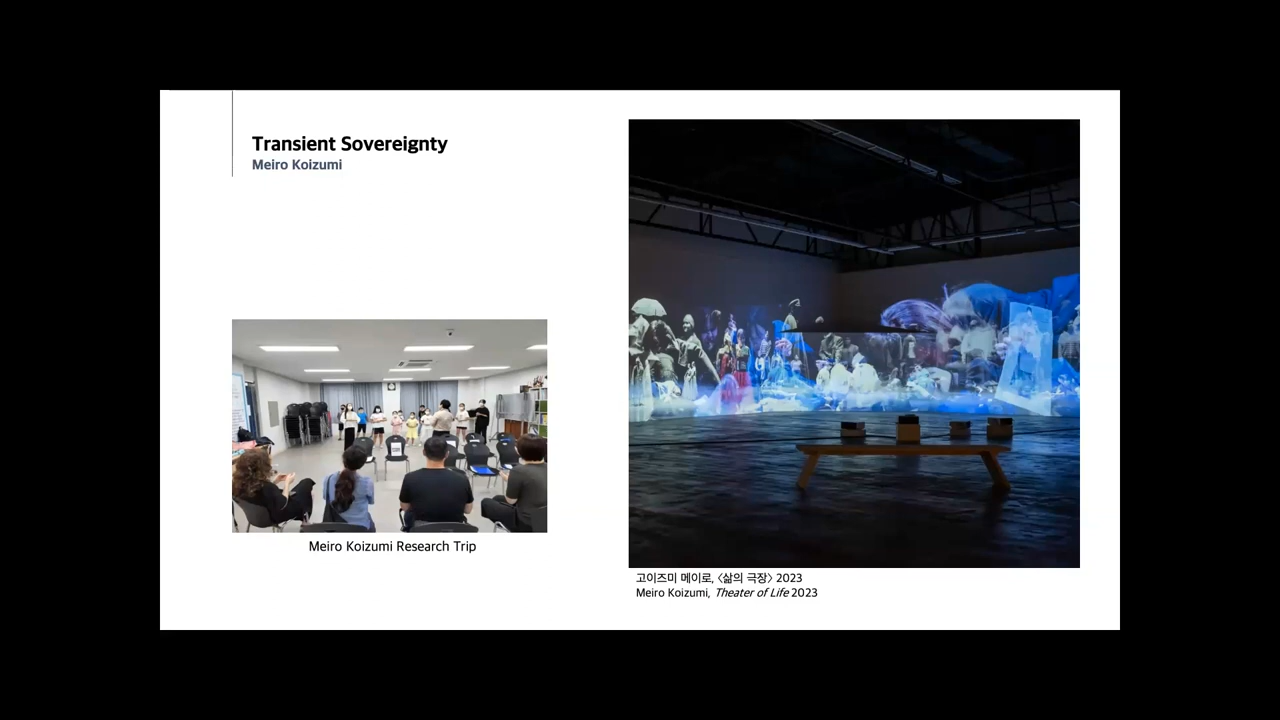 Transient Sovereignty
Meiro Koizumi
Meiro Koizumi Research Trip
고이즈미 메이로, 〈삶의 극장〉 2023
Meiro Koizumi, Theater of Life 2023